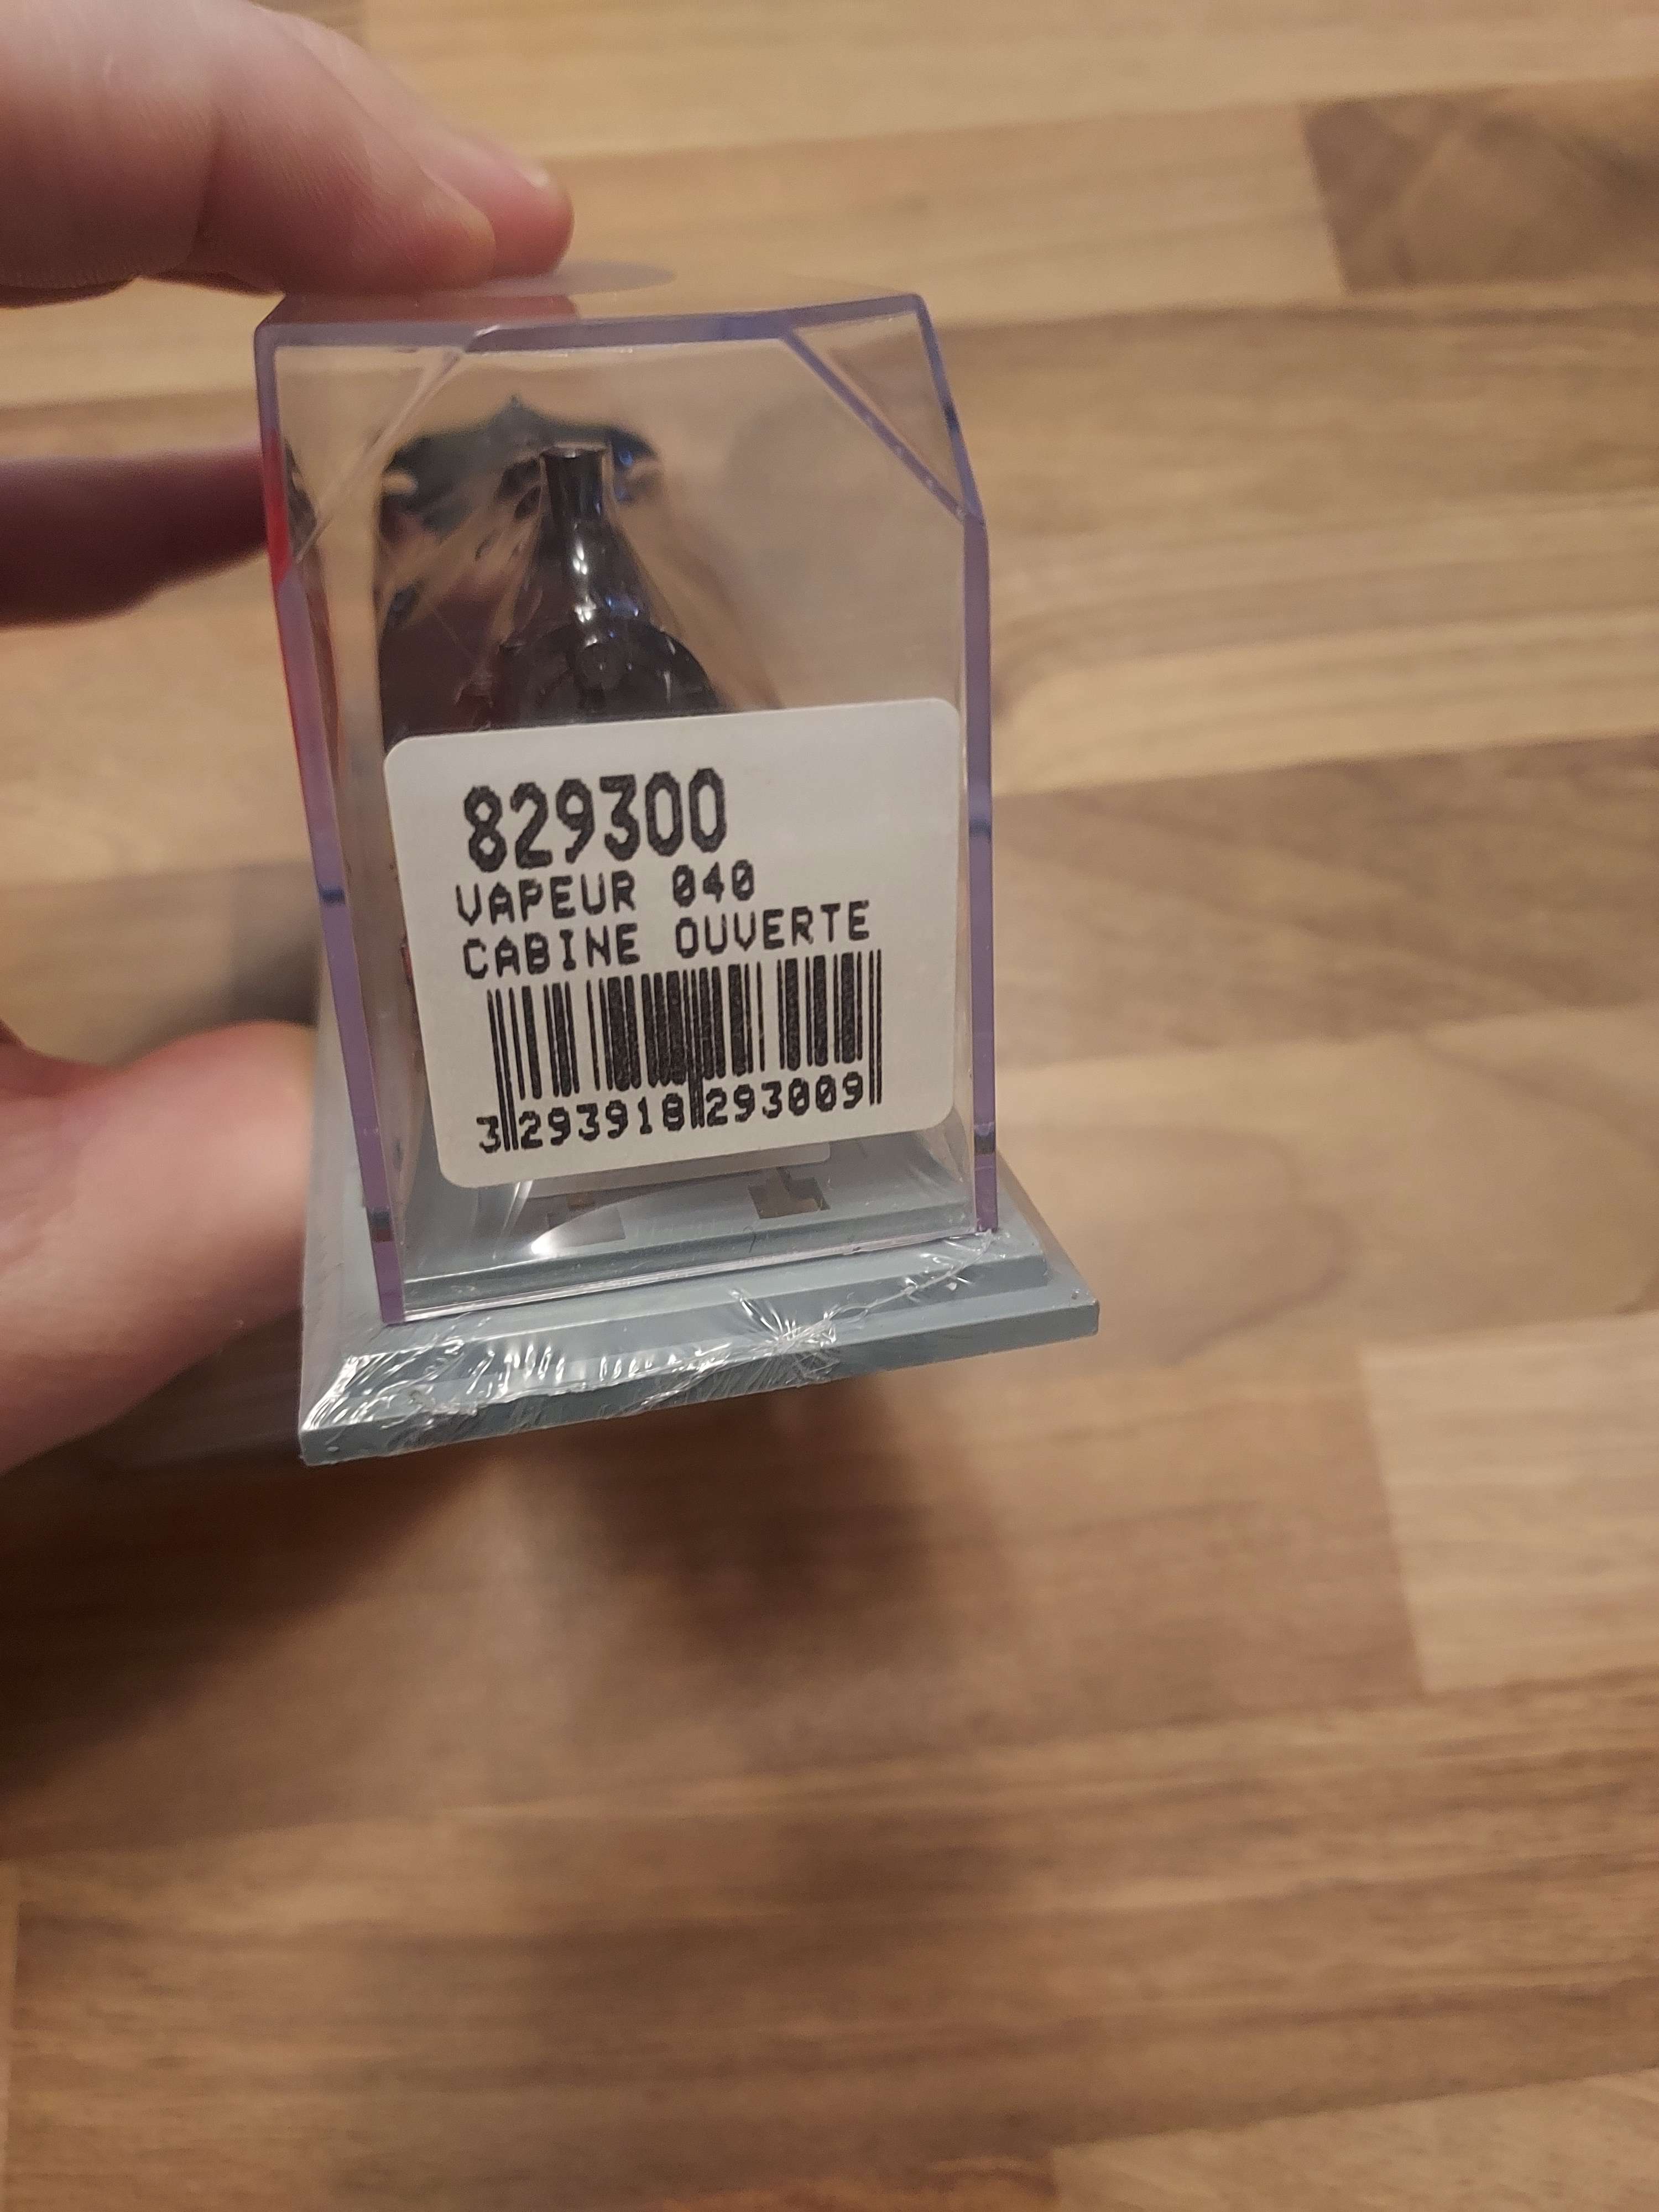 829300
VAPEUR 040
CABINE OUVERTE
3 293918 293009